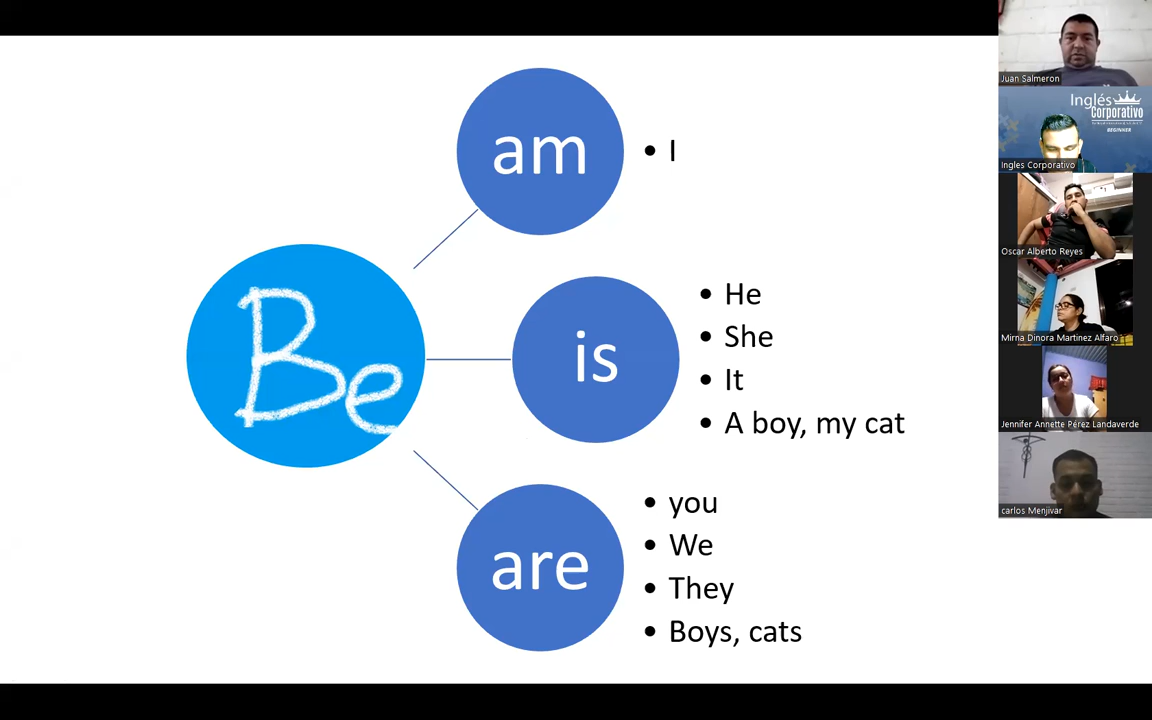 Be
am
• I
is
• He
• She
• It
• A boy, my cat
are
• you
• We
• They
• Boys, cats
Juan Salmeron
Inglés
Corporativo
BEGINNER
Ingles Corporativo
Oscar Alberto Reyes
Mirna Dinora Martinez Alfaro
Jennifer Annette Pérez Landaverde
carlos Menjivar